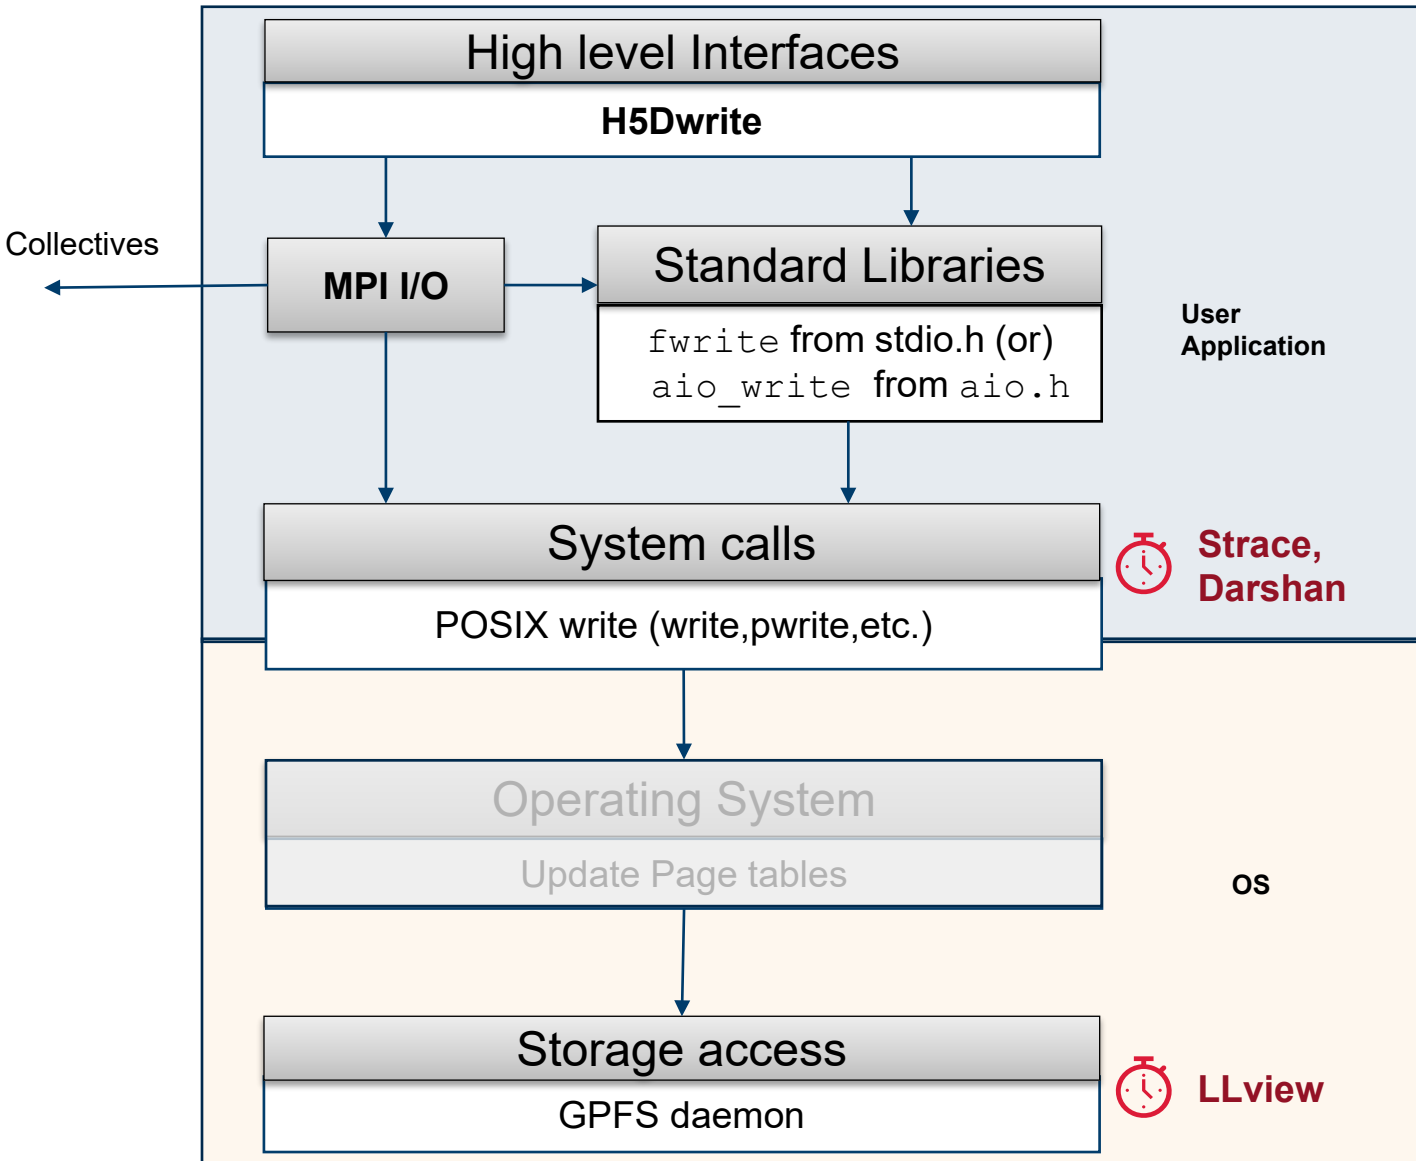 High level Interfaces
H5Dwrite
Collectives
MPI I/O
Standard Libraries
fwrite from stdio.h (or)
aio_write from aio.h
User
Application
System calls
POSIX write (write,pwrite,etc.)
Strace,
Darshan
Operating System
Update Page tables
OS
Storage access
GPFS daemon
LLview